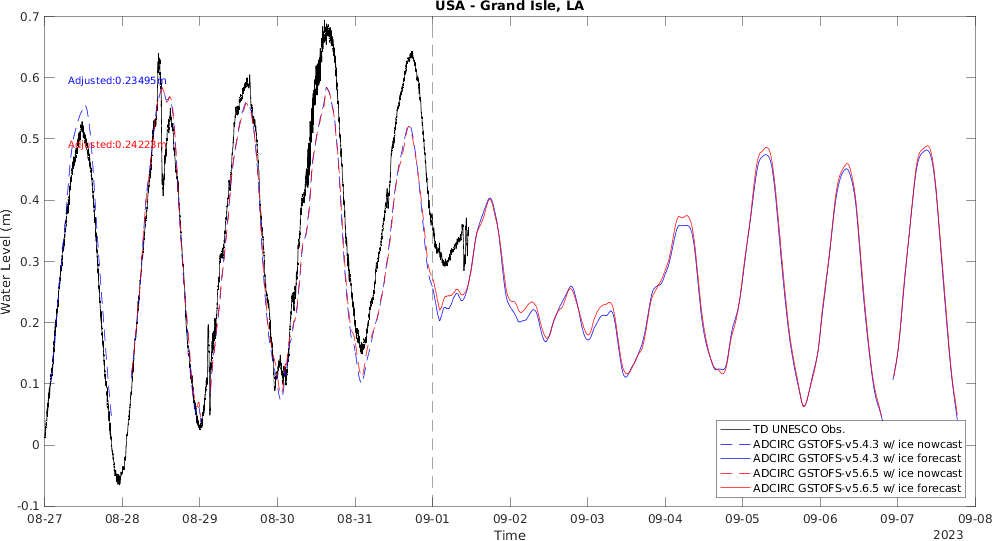 USA - Grand Isle, LA
0.7
0.6
0.5
0.4
0.3
0.2
0.1
0
-0.1
Water Level (m)
Adjusted:0.23495m
Adjusted:0.24223m
TD UNESCO Obs.
ADCIRC GSTOFS-v5.4.3 w/ ice nowcast
ADCIRC GSTOFS-v5.4.3 w/ ice forecast
ADCIRC GSTOFS-v5.6.5 w/ ice nowcast
ADCIRC GSTOFS-v5.6.5 w/ ice forecast
08-27 08-28 08-29 08-30 08-31 09-01 09-02 09-03 09-04 09-05 09-06 09-07 09-08
Time
2023